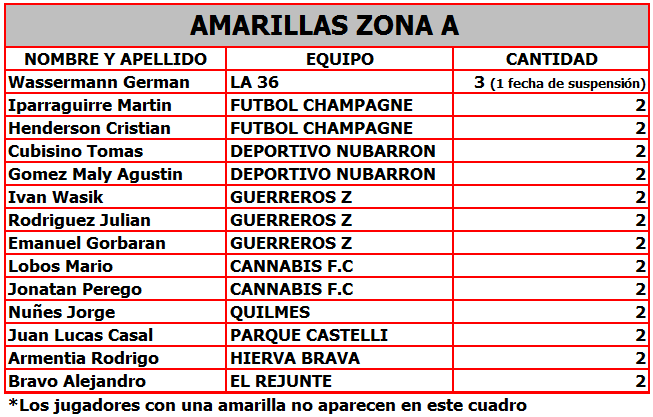 AMARILLAS ZONA A
NOMBRE Y APELLIDO EQUIPO CANTIDAD
Wassermann German LA 36 3 (1 fecha de suspensión)
Iparraguirre Martin FUTBOL CHAMPAGNE 2
Henderson Cristian FUTBOL CHAMPAGNE 2
Cubisino Tomas DEPORTIVO NUBARRON 2
Gomez Maly Agustin DEPORTIVO NUBARRON 2
Ivan Wasik GUERREROS Z 2
Rodriguez Julian GUERREROS Z 2
Emanuel Gorbaran GUERREROS Z 2
Lobos Mario CANNABIS F.C 2
Jonatan Perego CANNABIS F.C 2
Nuñes Jorge QUILMES 2
Juan Lucas Casal PARQUE CASTELLI 2
Armentia Rodrigo HIERVA BRAVA 2
Bravo Alejandro EL REJUNTE 2
*Los jugadores con una amarilla no aparecen en este cuadro